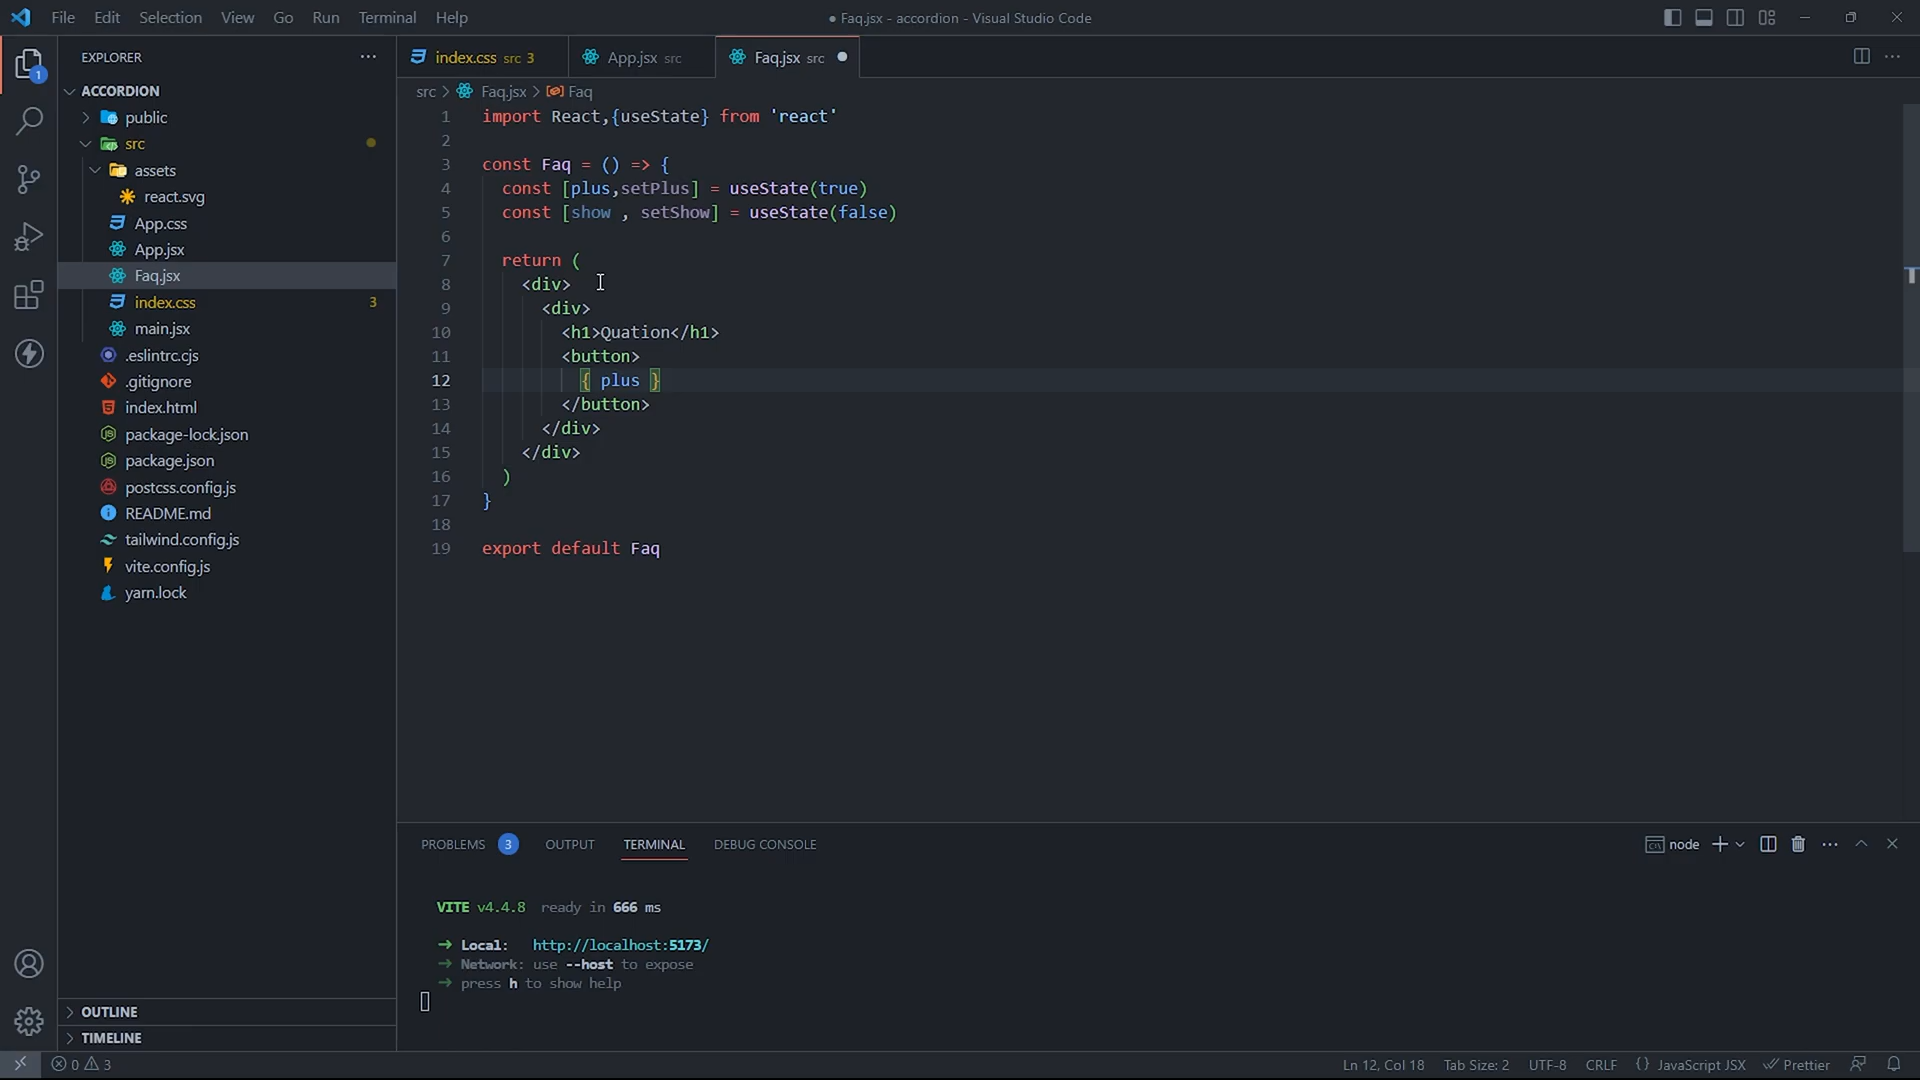 File Edit Selection View Go Run Terminal Help
● Faq.jsx - accordion - Visual Studio Code
1
EXPLORER
ACCORDION
public
src
assets
react.svg
App.css
App.jsx
Faq.jsx
index.css 3
main.jsx
.eslintrc.cjs
.gitignore
index.html
package-lock.json
package.json
postcss.config.js
README.md
tailwind.config.js
vite.config.js
yarn.lock
OUTLINE
TIMELINE
index.css src 3
App.jsx src
Faq.jsx src
src > Faq.jsx > Faq
1 import React,{useState} from 'react'
2
3 const Faq = () => {
4 const [plus,setPlus] = useState(true)
5 const [show , setShow] = useState(false)
6
7 return (
8 <div>
9 <div>
10 <h1>Quation</h1>
11 <button>
12 { plus }
13 </button>
14 </div>
15 </div>
16 )
17 }
18
19 export default Faq
PROBLEMS 3 OUTPUT TERMINAL DEBUG CONSOLE
node
VITE v4.4.8 ready in 666 ms
➜ Local: http://localhost:5173/
➜ Network: use --host to expose
➜ press h to show help
0 3
Ln 12, Col 18 Tab Size: 2 UTF-8 CRLF {} JavaScript JSX Prettier